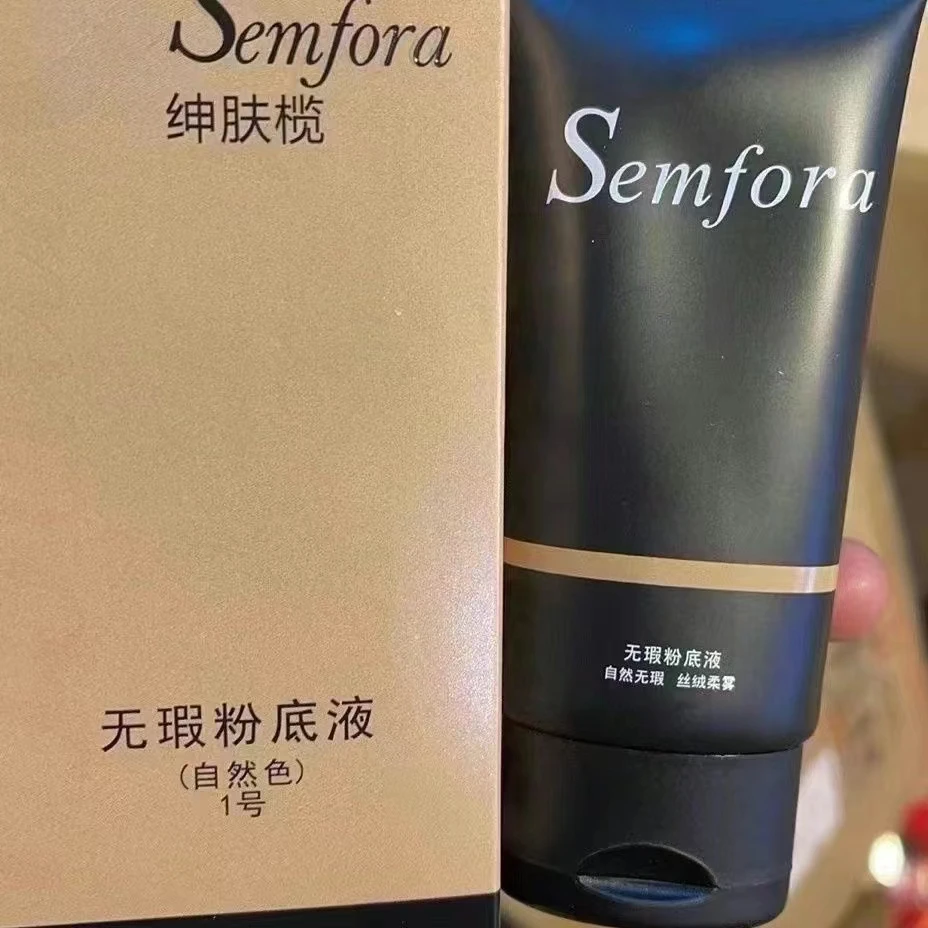 Semfora
绅肤榄
无瑕粉底液
(自然色)
1号
Semfora
无瑕粉底液
自然无瑕 丝绒柔雾